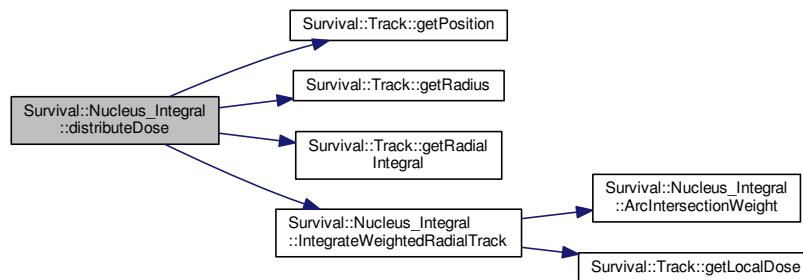 Survival::Track::getPosition
Survival::Track::getRadius
Survival::Nucleus_Integral
::distributeDose
Survival::Track::getRadial
Integral
Survival::Nucleus_Integral
::IntegrateWeightedRadialTrack
Survival::Nucleus_Integral
::ArcIntersectionWeight
Survival::Track::getLocalDose